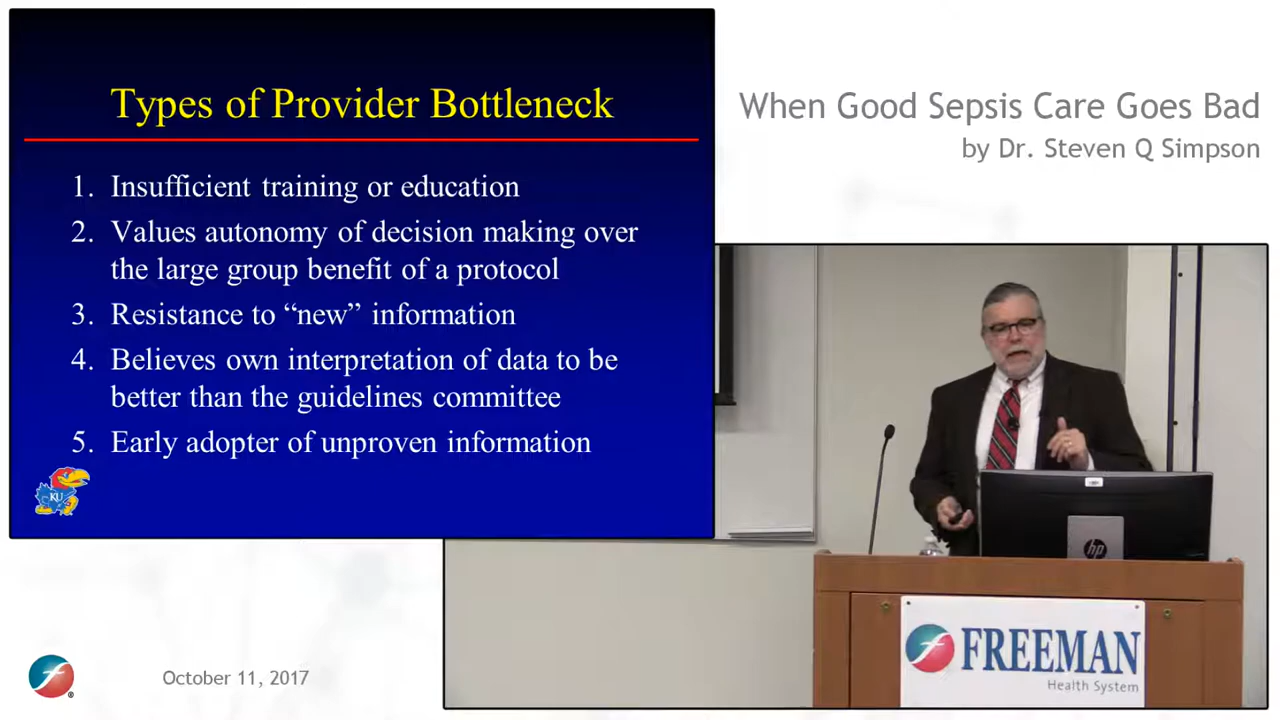 Types of Provider Bottleneck
1. Insufficient training or education
2. Values autonomy of decision making over
the large group benefit of a protocol
3. Resistance to “new” information
4. Believes own interpretation of data to be
better than the guidelines committee
5. Early adopter of unproven information
KU
When Good Sepsis Care Goes Bad
by Dr. Steven Q Simpson
hp
FREEMAN
Health System
f ®
October 11, 2017